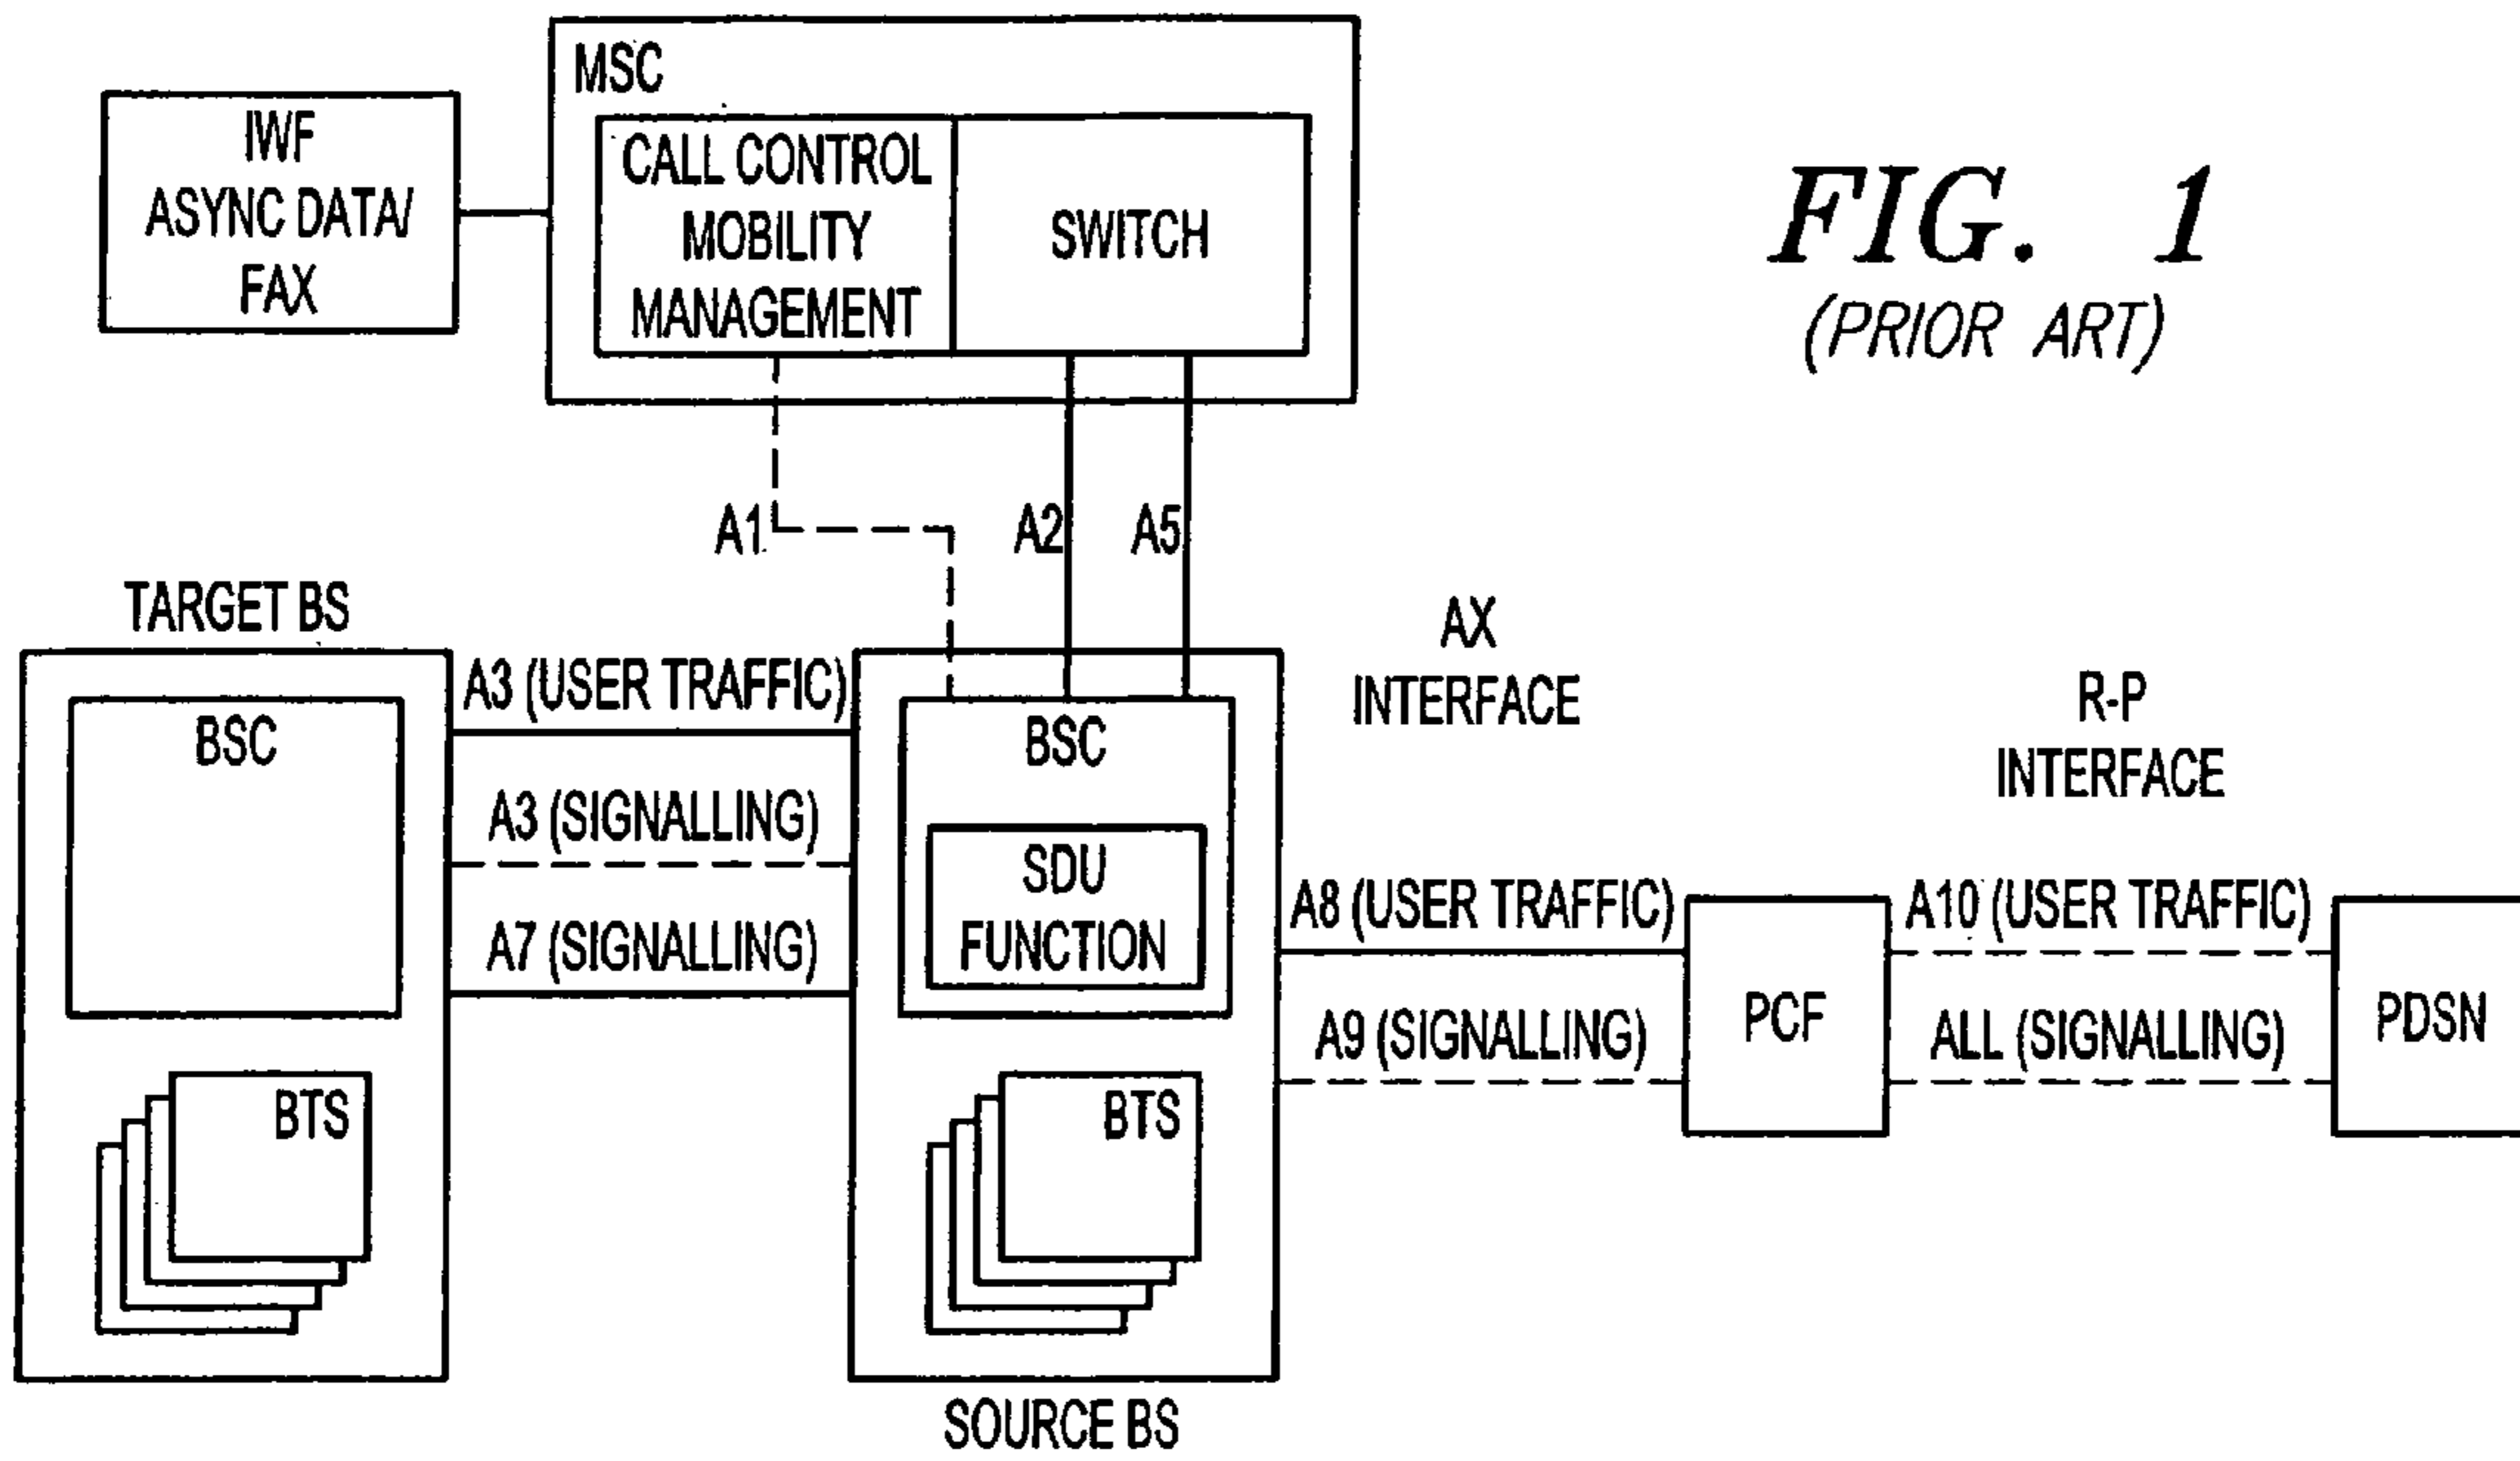 MSC
IWF
ASYNC DATA/
FAX
CALL CONTROL
MOBILITY
MANAGEMENT
SWITCH
FIG. 1
(PRIOR ART)
A1
A2
A5
TARGET BS
AX
INTERFACE
R-P
INTERFACE
A3 (USER TRAFFIC)
BSC
BSC
A3 (SIGNALLING)
SDU
FUNCTION
A7 (SIGNALLING)
A8 (USER TRAFFIC)
A10 (USER TRAFFIC)
PCF
PDSN
A9 (SIGNALLING)
ALL (SIGNALLING)
BTS
BTS
SOURCE BS